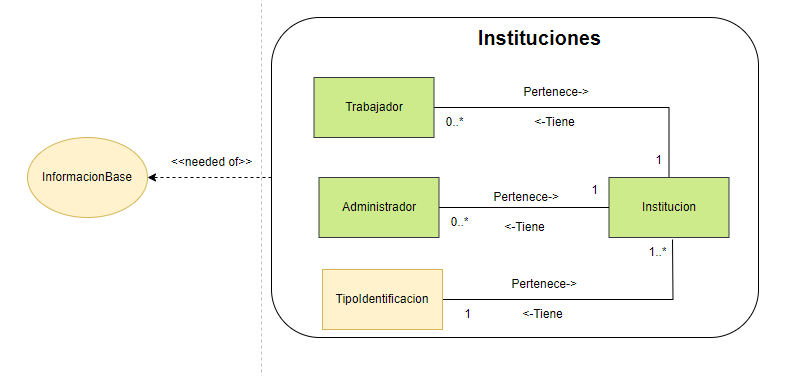 Instituciones
Trabajador
Pertenece->
0..*
<-Tiene
1
<<needed of>>
InformacionBase
Administrador
Pertenece->
1
0..*
<-Tiene
Institucion
1..*
TipoIdentificacion
Pertenece->
1
<-Tiene